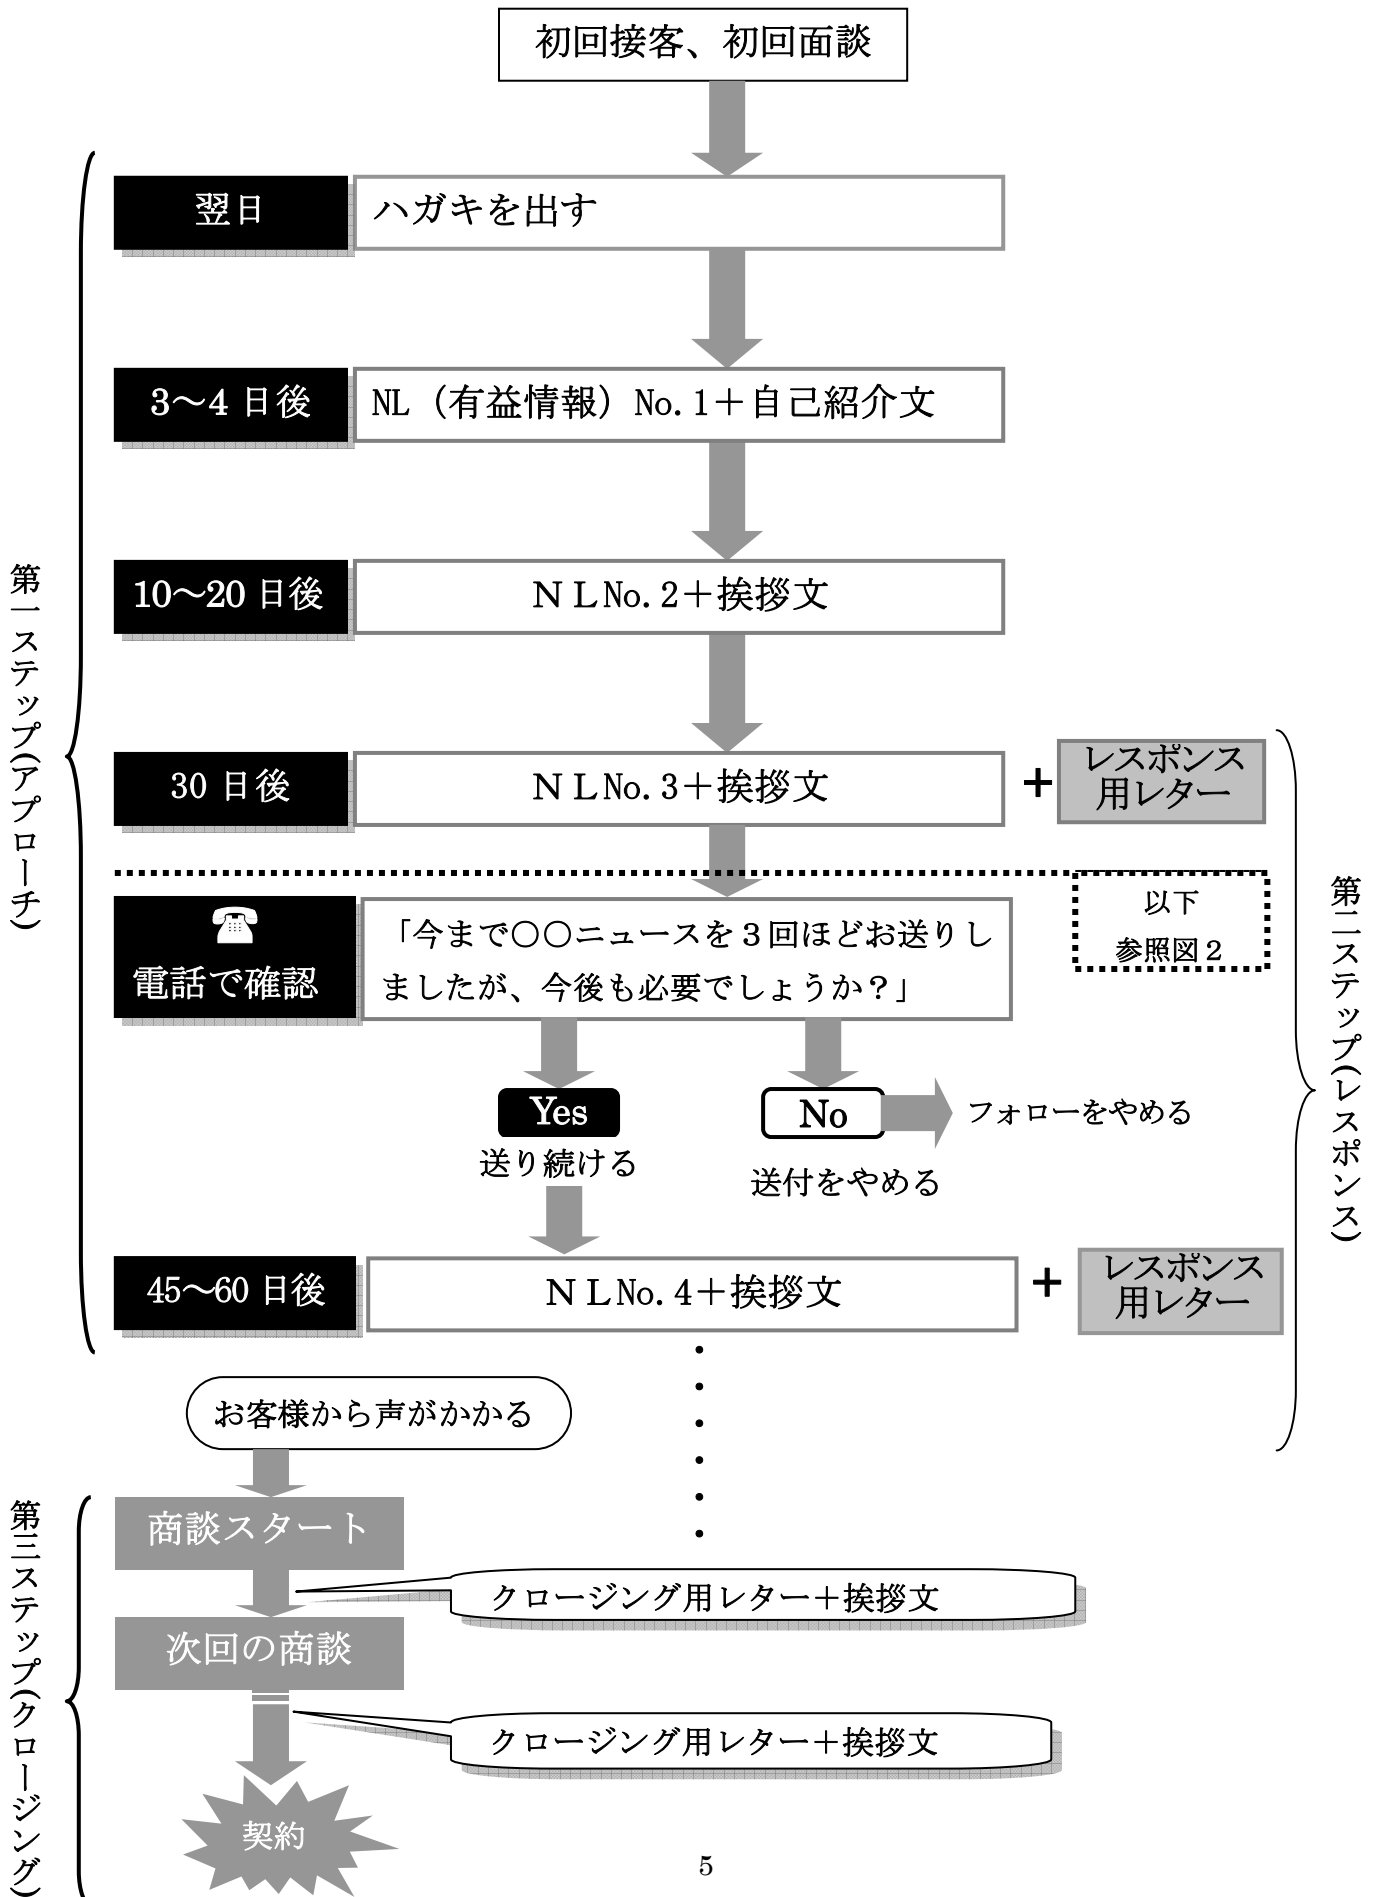 初回接客、初回面談
翌日
ハガキを出す
3～4 日後
NL（有益情報）No.1＋自己紹介文
10～20 日後
ＮＬNo.2＋挨拶文
第一ステップ(アプローチ)
30 日後
ＮＬNo.3＋挨拶文
+
レスポンス
用レター
以下
参照図２
電話で確認
「今まで○○ニュースを３回ほどお送りし
ましたが、今後も必要でしょうか？」
第二ステップ(レスポンス)
Yes
送り続ける
No
フォローをやめる
送付をやめる
45～60 日後
ＮＬNo.4＋挨拶文
+
レスポンス
用レター
お客様から声がかかる
第三ステップ(クロージング)
商談スタート
クロージング用レター＋挨拶文
次回の商談
クロージング用レター＋挨拶文
契約
5